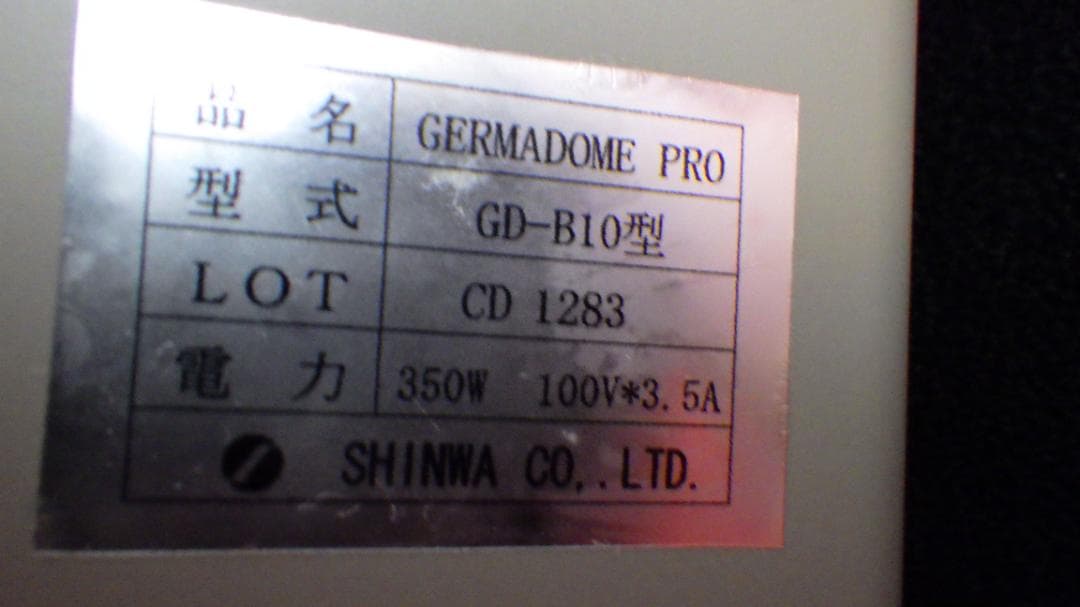 品名 GERMADOME PRO
型式 GD-B10型
LOT CD 1283
電力 350W 100V*3.5A
SHINWA CO,.LTD.